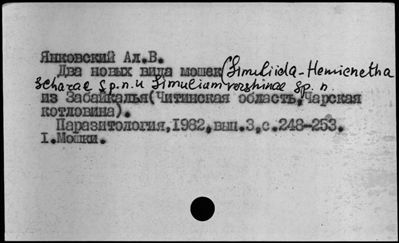 Янковский Ал.В.
Два новых вида мошек (Simuliida - Hemicnetha
scharae sp.n. и Simulium vorshinae sp. n.
из Забайкалья(Читинская область,Чарская
котловина).
Паразитология,1982,вып.3,с.248-253.
I.Мошки.